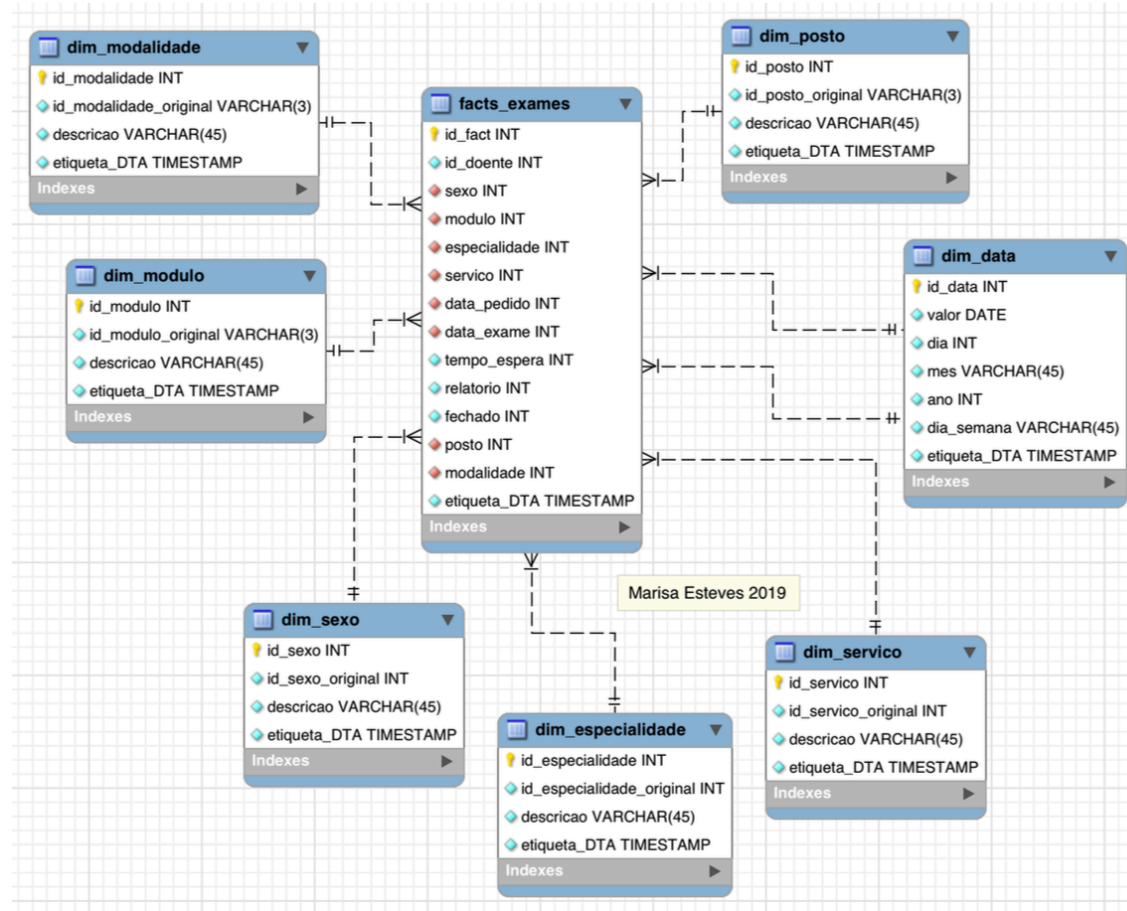 dim_modalidade
id_modalidade INT
id_modalidade_original VARCHAR(3)
descricao VARCHAR(45)
etiqueta_DTA TIMESTAMP
Indexes
dim_posto
id_posto INT
id_posto_original VARCHAR(3)
descricao VARCHAR(45)
etiqueta_DTA TIMESTAMP
Indexes
facts_exames
id_fact INT
id_doente INT
sexo INT
modulo INT
especialidade INT
servico INT
data_pedido INT
data_exame INT
tempo_espera INT
relatorio INT
fechado INT
posto INT
modalidade INT
etiqueta_DTA TIMESTAMP
Indexes
dim_modulo
id_modulo INT
id_modulo_original VARCHAR(3)
descricao VARCHAR(45)
etiqueta_DTA TIMESTAMP
Indexes
dim_data
id_data INT
valor DATE
dia INT
mes VARCHAR(45)
ano INT
dia_semana VARCHAR(45)
etiqueta_DTA TIMESTAMP
Indexes
Marisa Esteves 2019
dim_sexo
id_sexo INT
id_sexo_original INT
descricao VARCHAR(45)
etiqueta_DTA TIMESTAMP
Indexes
dim_especialidade
id_especialidade INT
id_especialidade_original INT
descricao VARCHAR(45)
etiqueta_DTA TIMESTAMP
Indexes
dim_servico
id_servico INT
id_servico_original INT
descricao VARCHAR(45)
etiqueta_DTA TIMESTAMP
Indexes